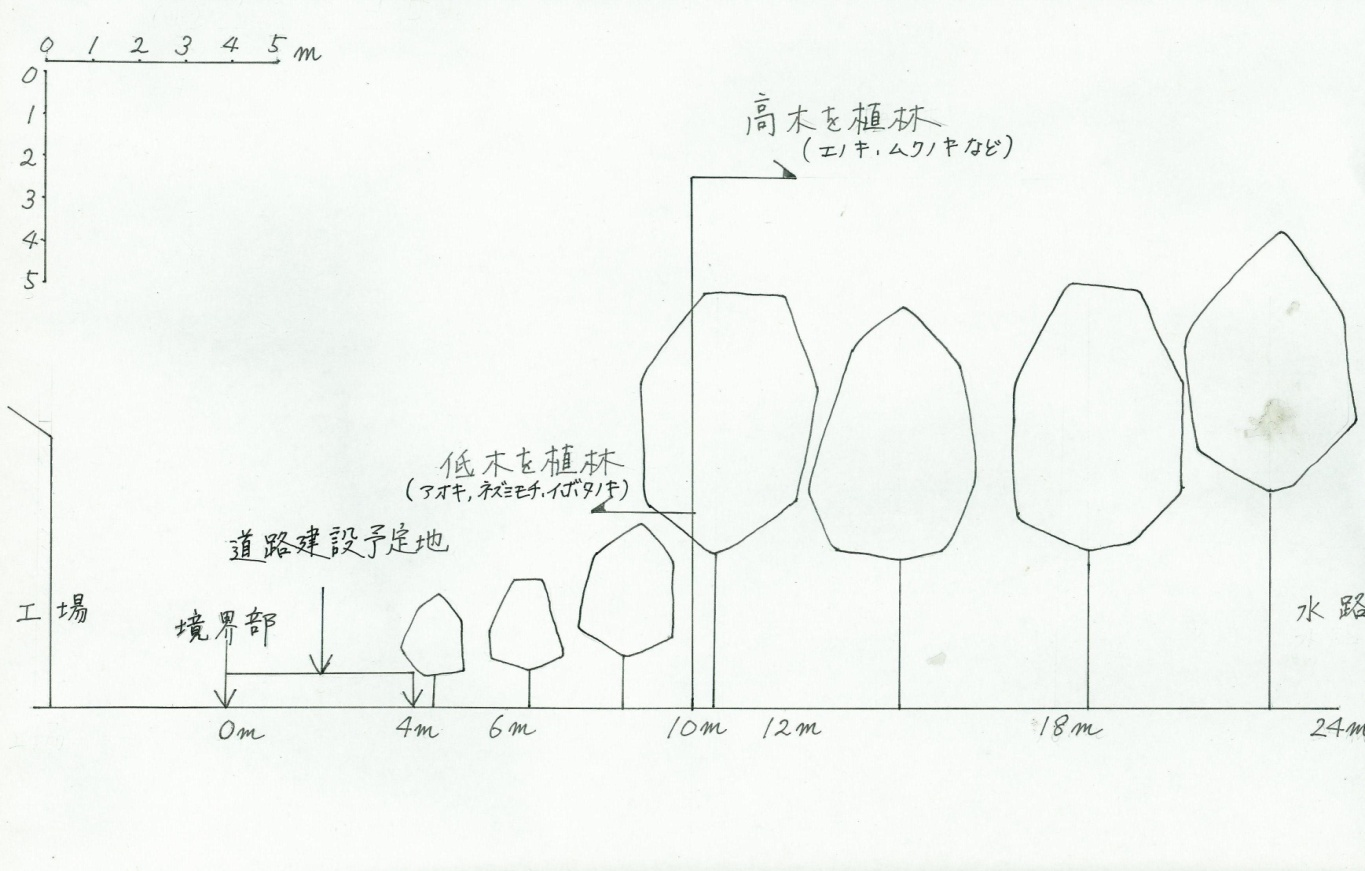 0 1 2 3 4 5 m
0
1
2
3
4
5
高木を植林
(エノキ,ムクノキなど)
低木を植林
(アオキ,ネズミモチ,イボタノキ)
道路建設予定地
境界部
工場
水路
0m 4m 6m 10m 12m 18m 24m